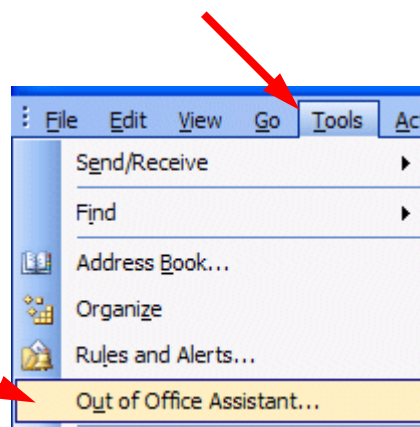 File Edit View Go Tools Ac
Send/Receive
Find
Address Book...
Organize
Rules and Alerts...
Out of Office Assistant...